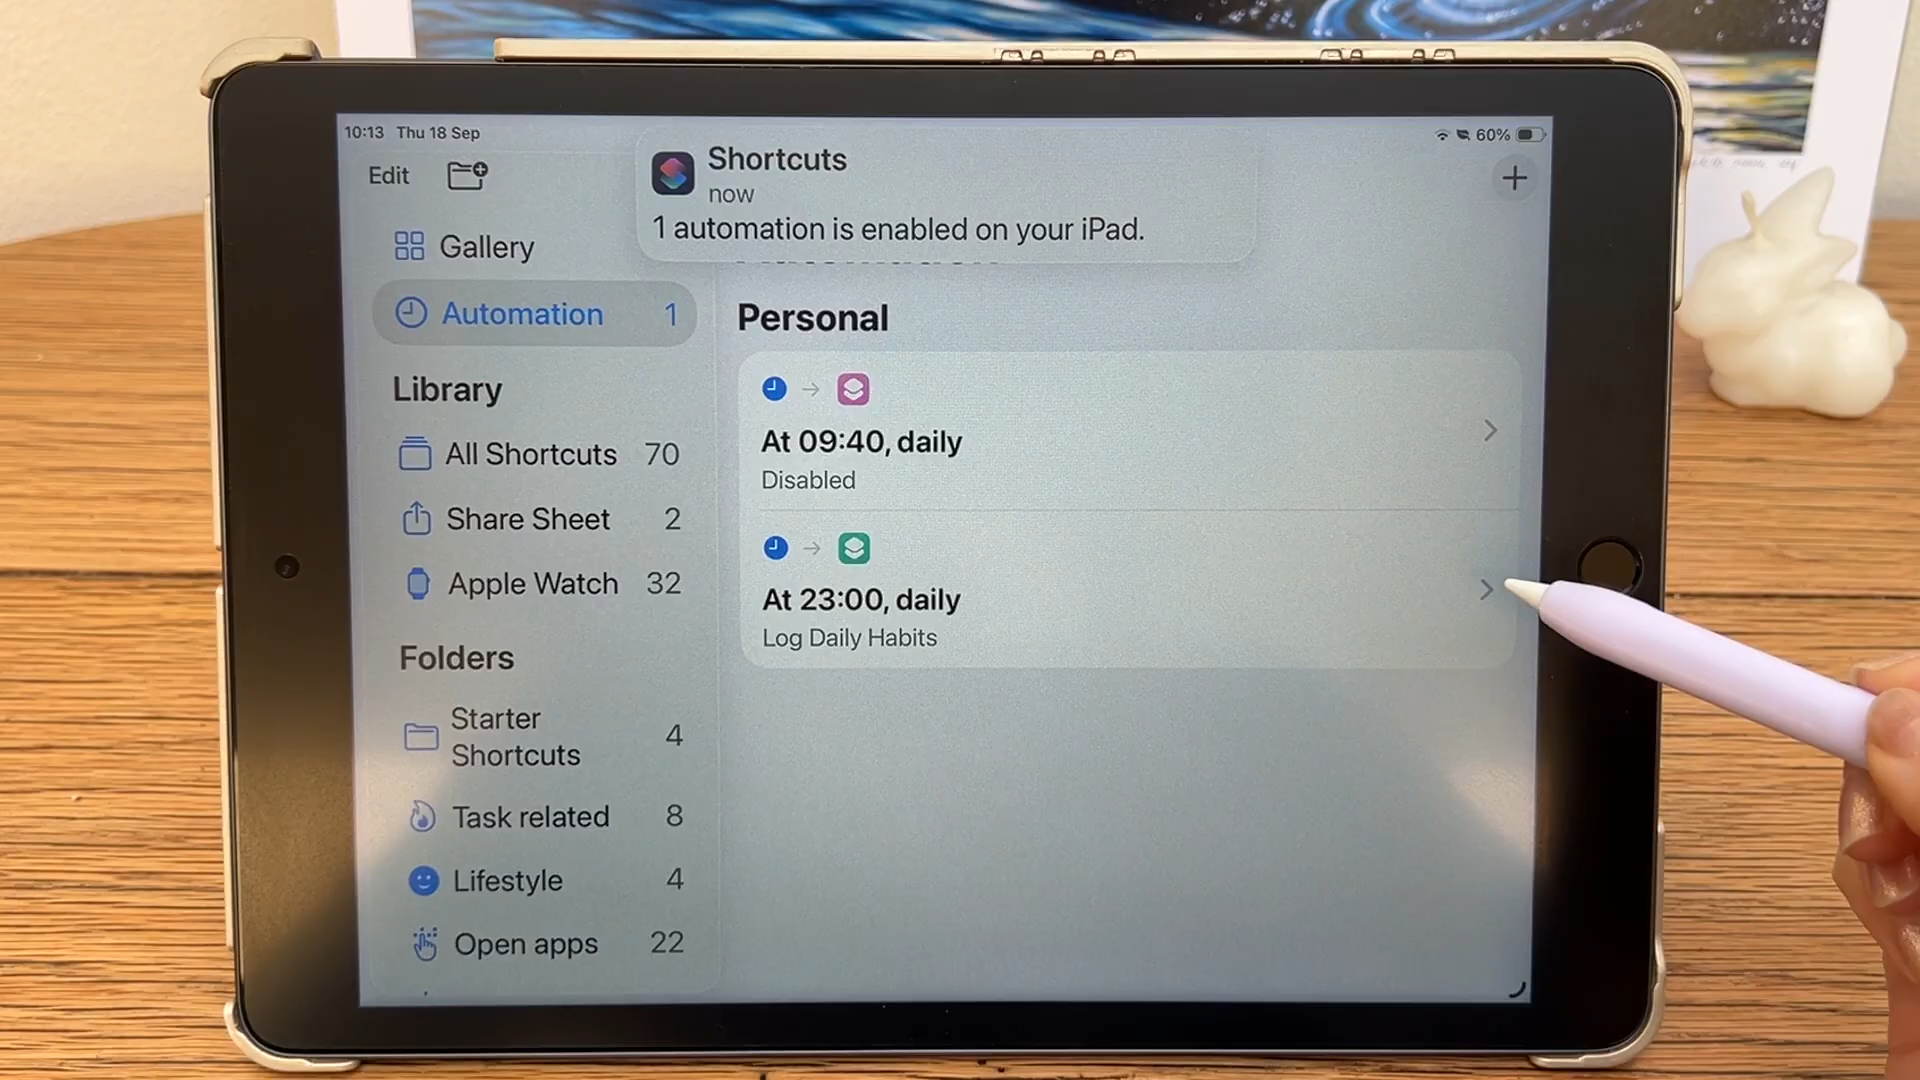 10:13 Thu 18 Sep
60%
Edit
Shortcuts
now
1 automation is enabled on your iPad.
Gallery
Automation 1
Library
All Shortcuts 70
Share Sheet 2
Apple Watch 32
Folders
Starter
Shortcuts 4
Task related 8
Lifestyle 4
Open apps 22
Personal
At 09:40, daily
Disabled
At 23:00, daily
Log Daily Habits